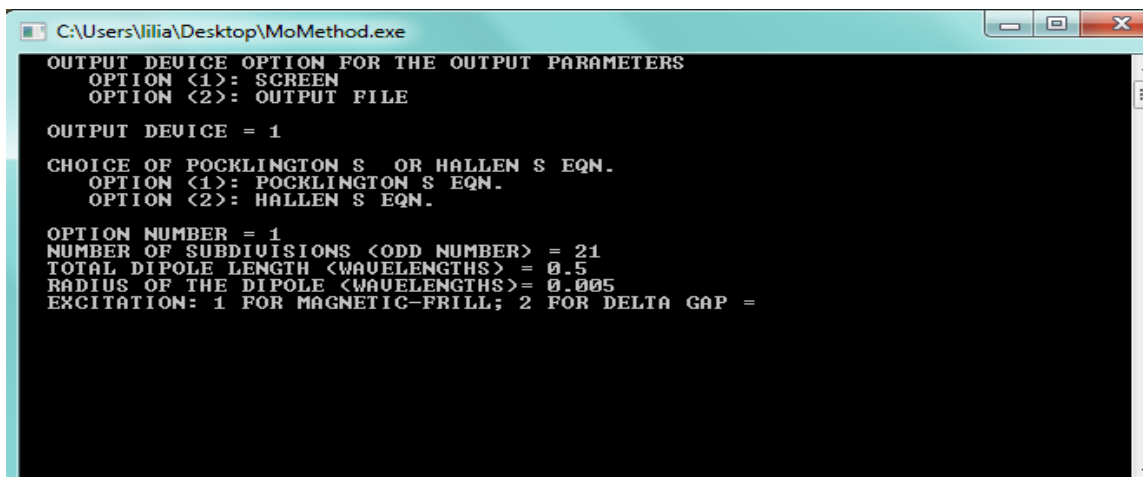 C:\Users\lilia\Desktop\MoMethod.exe
OUTPUT DEVICE OPTION FOR THE OUTPUT PARAMETERS
OPTION (1): SCREEN
OPTION (2): OUTPUT FILE
OUTPUT DEVICE = 1
CHOICE OF POCKLINGTON S  OR HALLEN S EQN.
OPTION (1): POCKLINGTON S EQN.
OPTION (2): HALLEN S EQN.
OPTION NUMBER = 1
NUMBER OF SUBDIVISIONS (ODD NUMBER) = 21
TOTAL DIPOLE LENGTH (WAVELENGTHS) = 0.5
RADIUS OF THE DIPOLE (WAVELENGTHS)= 0.005
EXCITATION: 1 FOR MAGNETIC-FRILL; 2 FOR DELTA GAP =